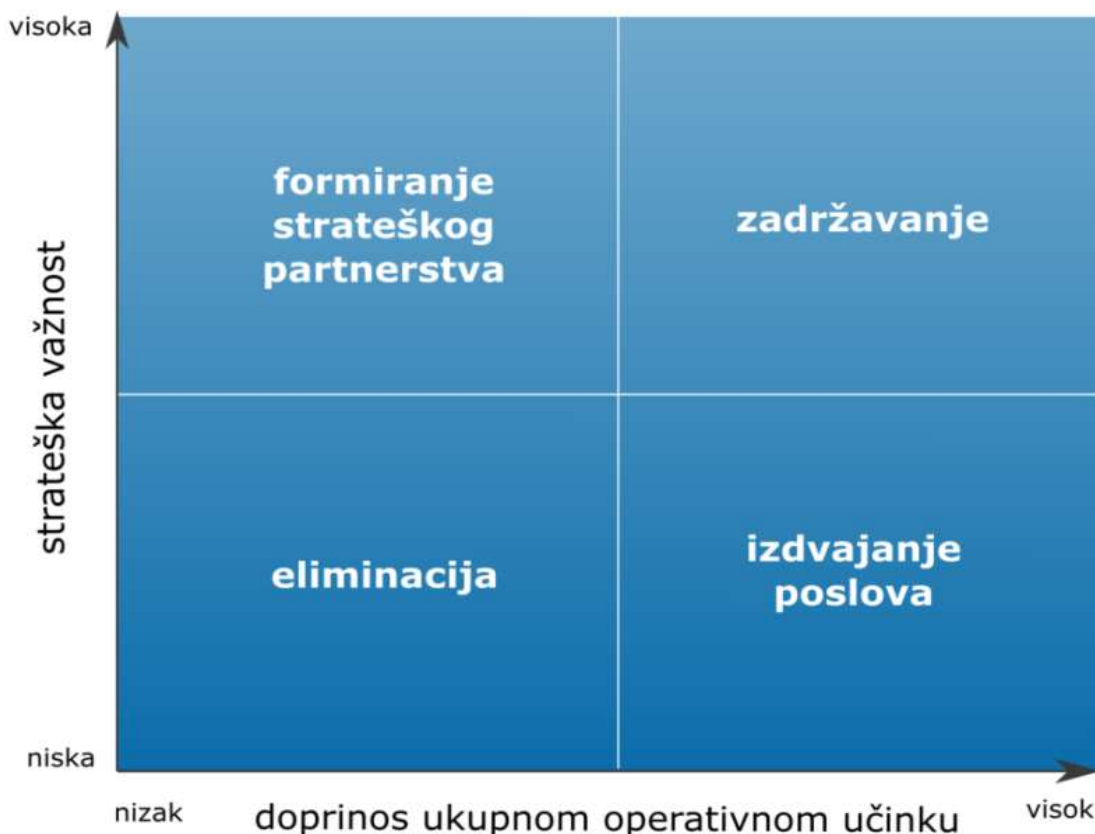 visoka
formiranje
strateškog
partnerstva
zadržavanje
strateška važnost
eliminacija
izdvajanje
poslova
niska
nizak
doprinos ukupnom operativnom učinku
visok